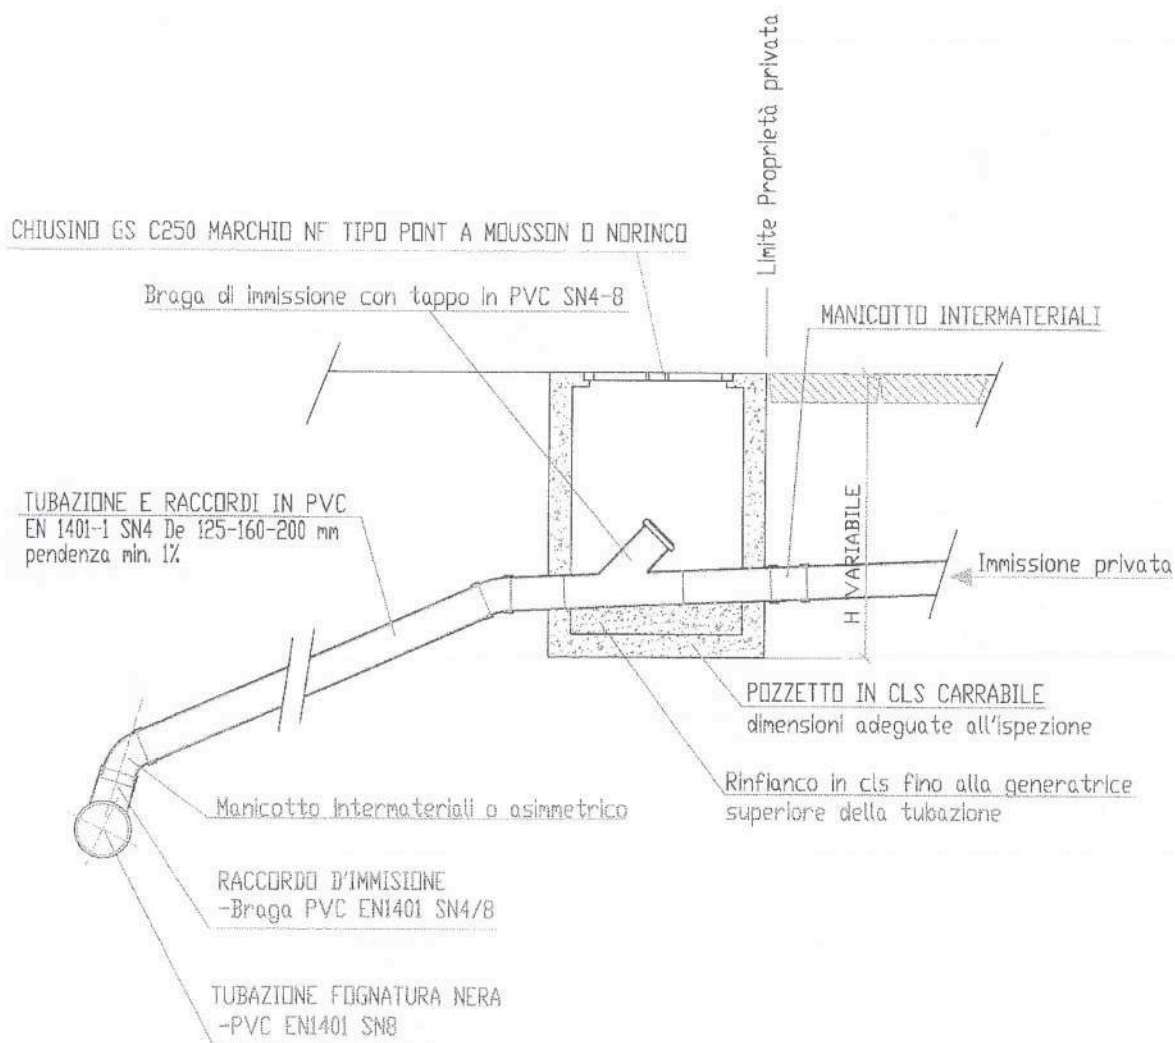 Limite Proprietà privata
CHIUSINO GS C250 MARCHIO NF TIPO PONT A MOUSSON O NORINCO
Braga di immissione con tappo in PVC SN4-8
MANICOTTO INTERMATERIALI
TUBAZIONE E RACCORDI IN PVC
EN 1401-1 SN4 De 125-160-200 mm
pendenza min. 1%
H VARIABILE
Immissione privata
POZZETTO IN CLS CARRABILE
dimensioni adeguate all'ispezione
Rinfianco in cls fino alla generatrice
superiore della tubazione
Manicotto intermateriali o asimmetrico
RACCORDO D'IMMISIONE
-Braga PVC EN1401 SN4/8
TUBAZIONE FOGNATURA NERA
-PVC EN1401 SN8